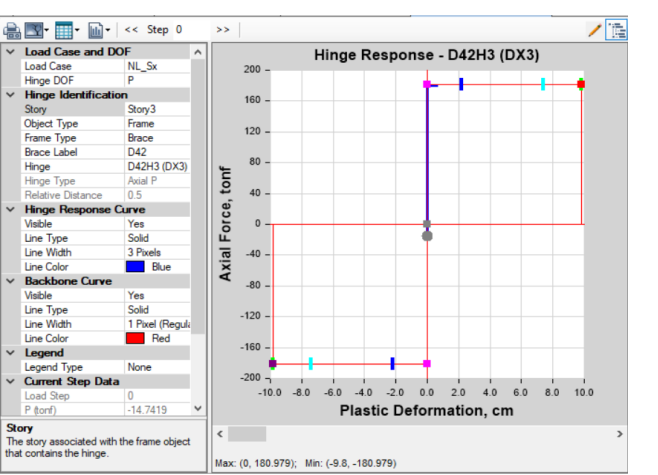 << Step 0 >>
Load Case and DOF
Load Case NL_Sx
Hinge DOF P
Hinge Identification
Story Story3
Object Type Frame
Frame Type Brace
Brace Label D42
Hinge D42H3 (DX3)
Hinge Type Axial P
Relative Distance 0.5
Hinge Response Curve
Visible Yes
Line Type Solid
Line Width 3 Pixels
Line Color Blue
Backbone Curve
Visible Yes
Line Type Solid
Line Width 1 Pixel (Regula
Line Color Red
Legend
Legend Type None
Current Step Data
Load Step 0
P (tonf) -14.7419
Story
The story associated with the frame object
that contains the hinge.
Hinge Response - D42H3 (DX3)
Axial Force, tonf
200
160
120
80
40
0
-40
-80
-120
-160
-200
-10.0 -8.0 -6.0 -4.0 -2.0 0.0 2.0 4.0 6.0 8.0 10.0
Plastic Deformation, cm
< >
Max: (0, 180.979); Min: (-9.8, -180.979)